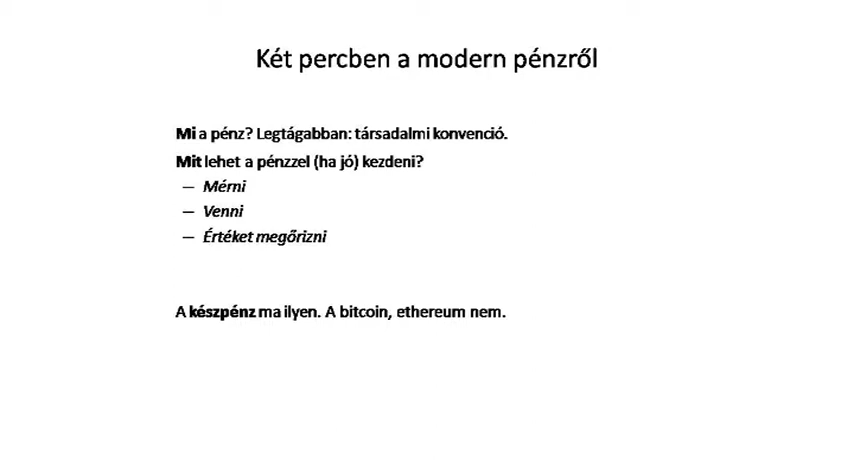 Két percben a modern pénzről
Mi a pénz? Legtágabban: társadalmi konvenció.
Mit lehet a pénzzel (ha jó) kezdeni?
– Mérni
– Venni
– Értéket megőrizni
A készpénz ma ilyen. A bitcoin, ethereum nem.